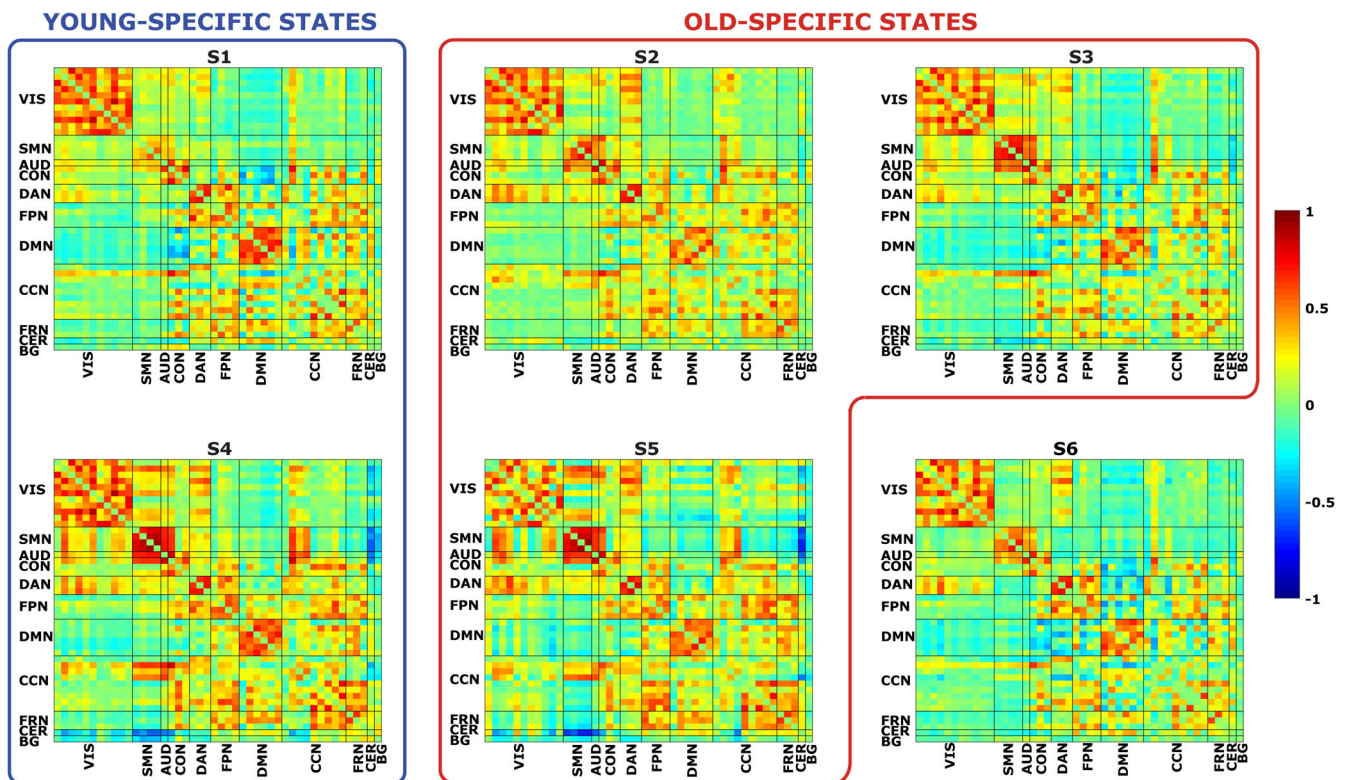 YOUNG-SPECIFIC STATES
OLD-SPECIFIC STATES
S1
VIS
SMN
AUD
CON
DAN
FPN
DMN
CCN
FRN
CER
BG
VIS
SMN
AUD
CON
DAN
FPN
DMN
CCN
FRN
CER
BG
S2
VIS
SMN
AUD
CON
DAN
FPN
DMN
CCN
FRN
CER
BG
VIS
SMN
AUD
CON
DAN
FPN
DMN
CCN
FRN
CER
BG
S3
VIS
SMN
AUD
CON
DAN
FPN
DMN
CCN
FRN
CER
BG
VIS
SMN
AUD
CON
DAN
FPN
DMN
CCN
FRN
CER
BG
1
0.5
0
-0.5
-1
S4
VIS
SMN
AUD
CON
DAN
FPN
DMN
CCN
FRN
CER
BG
VIS
SMN
AUD
CON
DAN
FPN
DMN
CCN
FRN
CER
BG
S5
VIS
SMN
AUD
CON
DAN
FPN
DMN
CCN
FRN
CER
BG
VIS
SMN
AUD
CON
DAN
FPN
DMN
CCN
FRN
CER
BG
S6
VIS
SMN
AUD
CON
DAN
FPN
DMN
CCN
FRN
CER
BG
VIS
SMN
AUD
CON
DAN
FPN
DMN
CCN
FRN
CER
BG